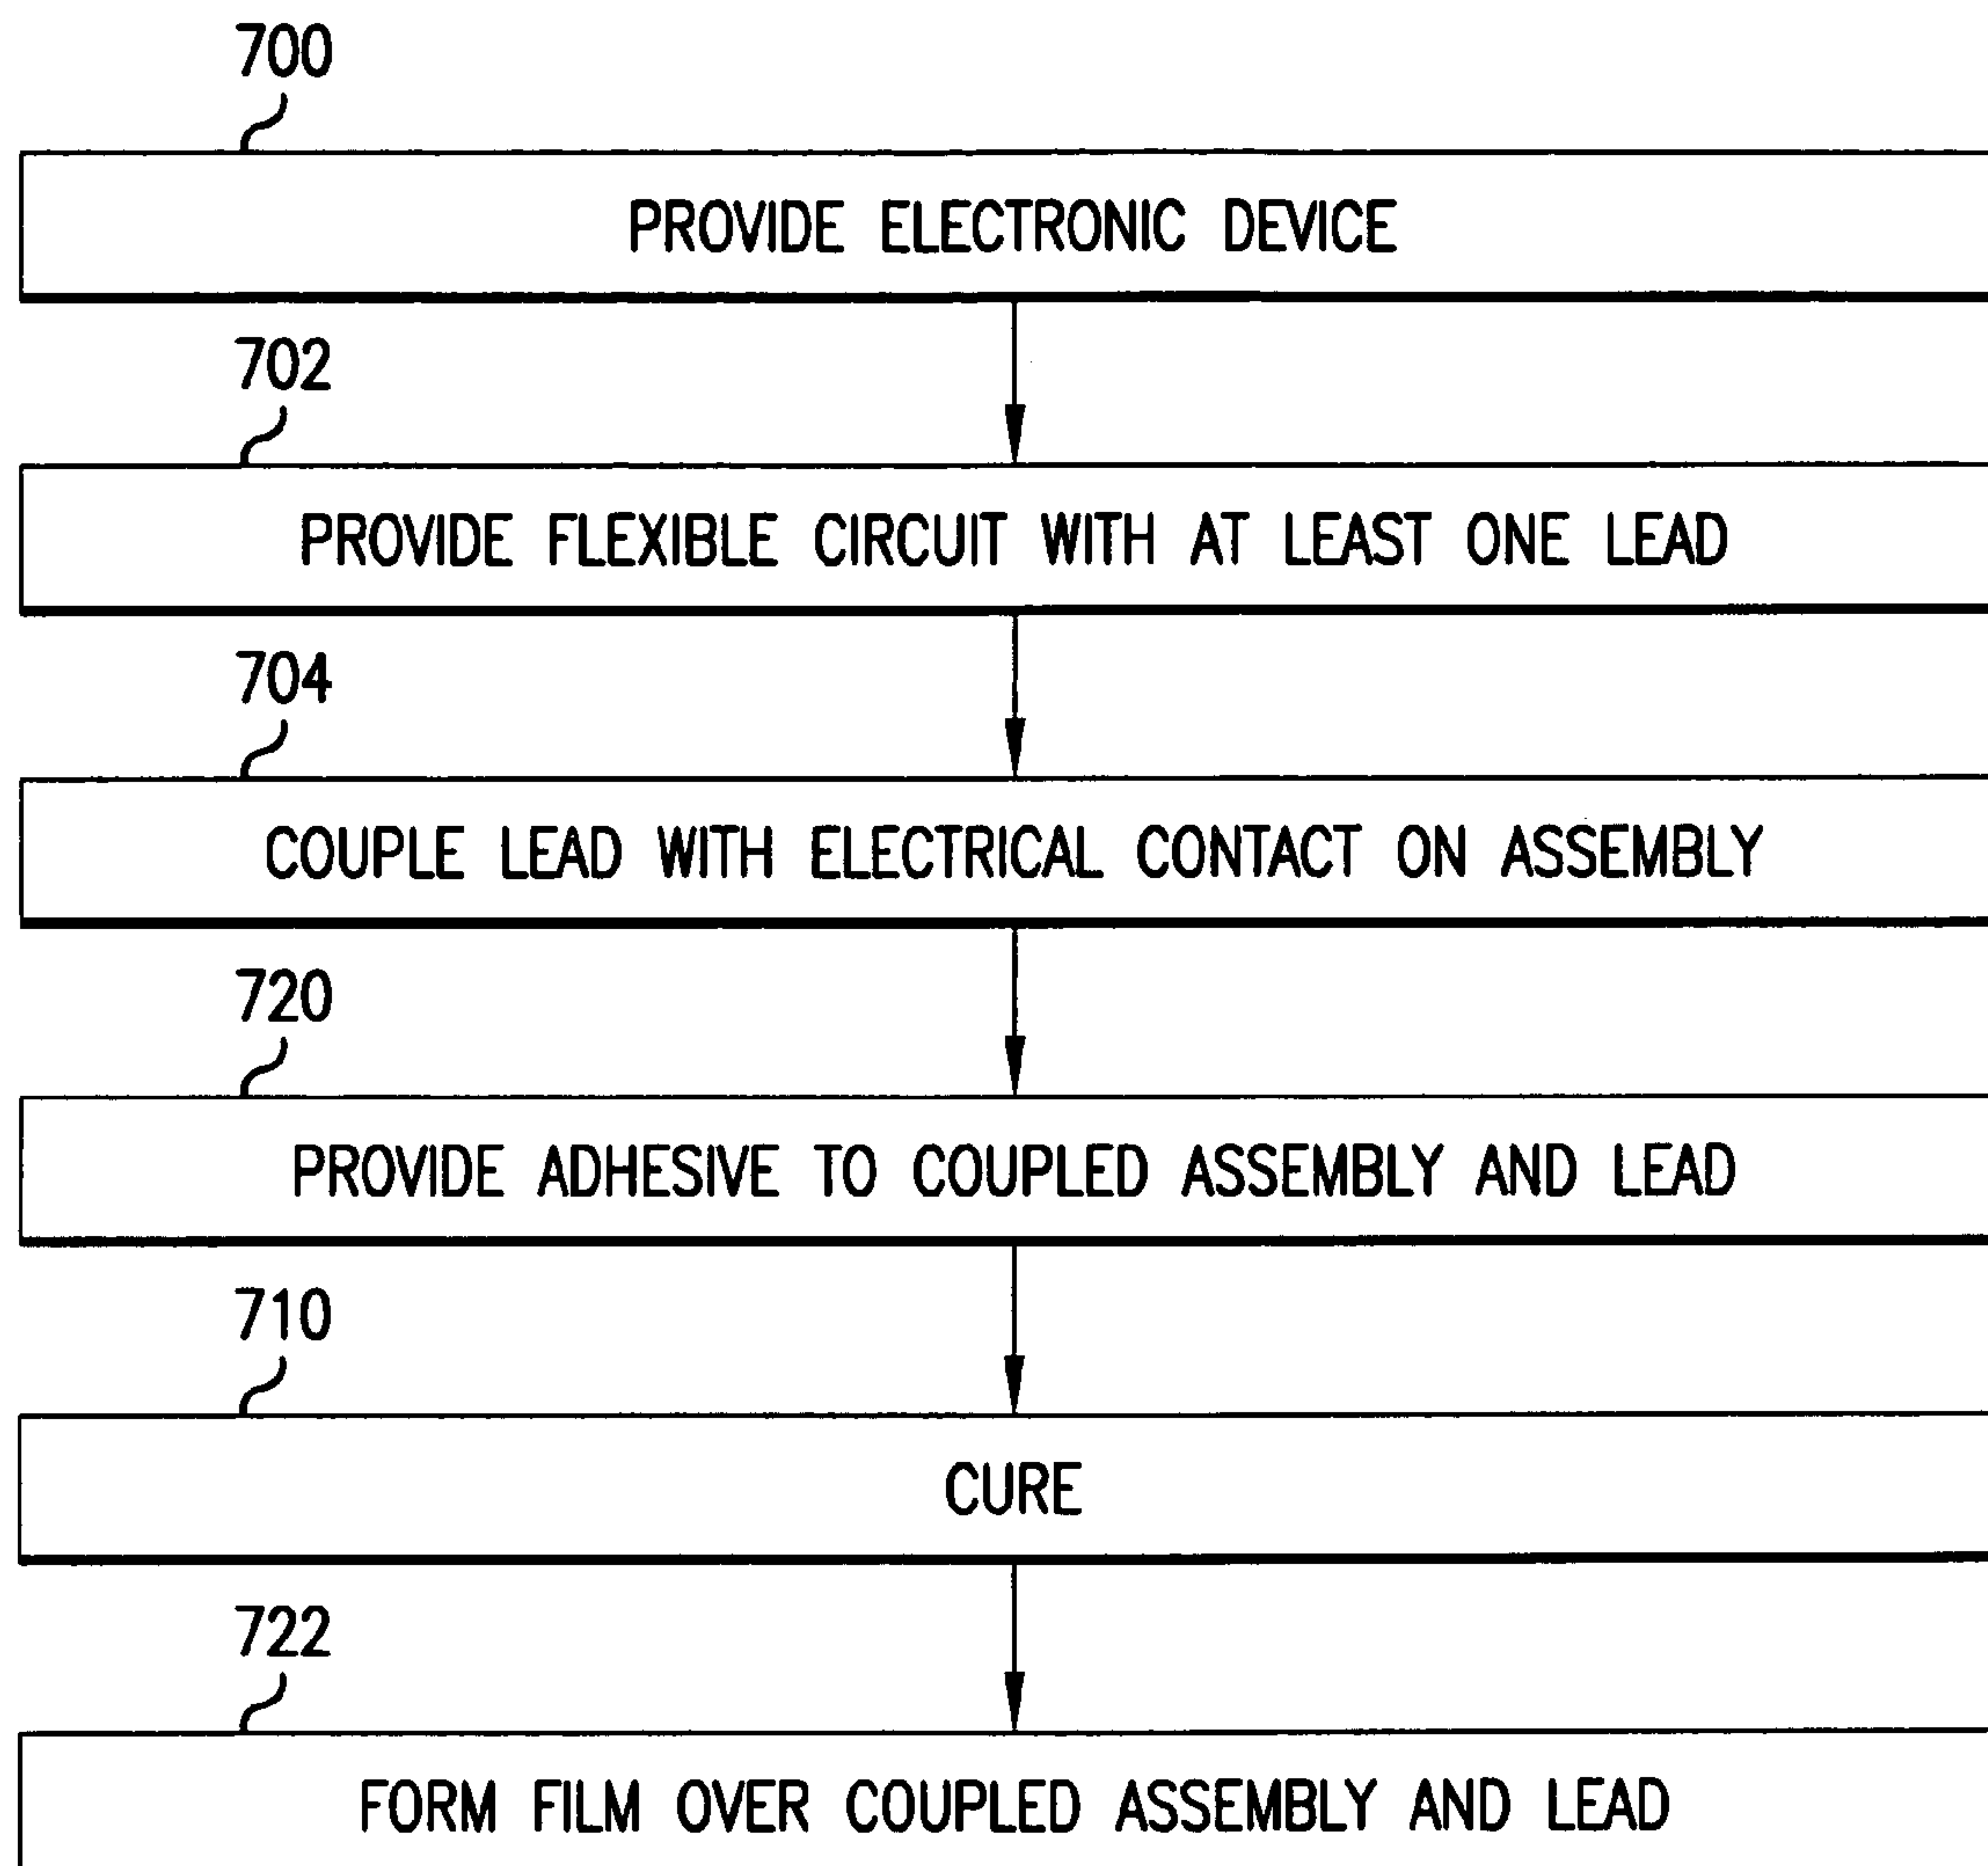 700
PROVIDE ELECTRONIC DEVICE
702
PROVIDE FLEXIBLE CIRCUIT WITH AT LEAST ONE LEAD
704
COUPLE LEAD WITH ELECTRICAL CONTACT ON ASSEMBLY
720
PROVIDE ADHESIVE TO COUPLED ASSEMBLY AND LEAD
710
CURE
722
FORM FILM OVER COUPLED ASSEMBLY AND LEAD